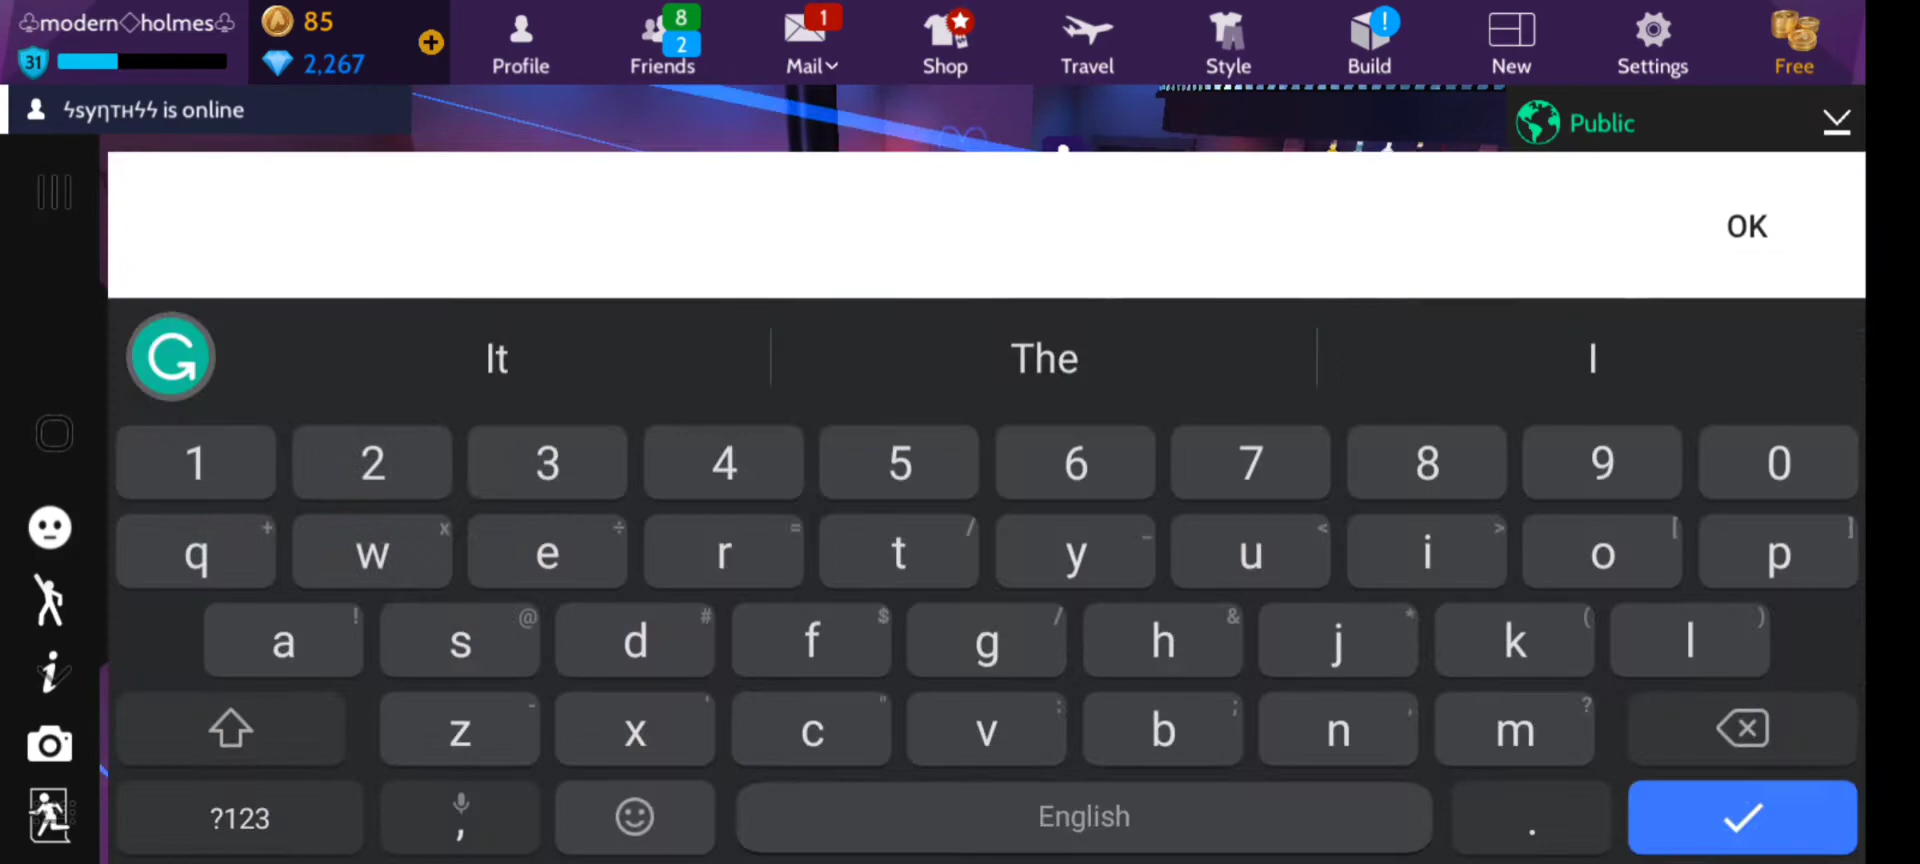 ♧modern◇holmes♧
31
85
2,267
Profile
8
2
Friends
1
Mail
Shop
Travel
Style
!
Build
New
Settings
Free
ϟsyηтнϟϟ is online
Public
OK
It The I
1 2 3 4 5 6 7 8 9 0
q + w x e ÷ r = t / y _ u < i > o [ p ]
a ! s @ d # f $ g / h & j * k ( l )
z - x ' c " v : b ; n , m ?
?123 , English .